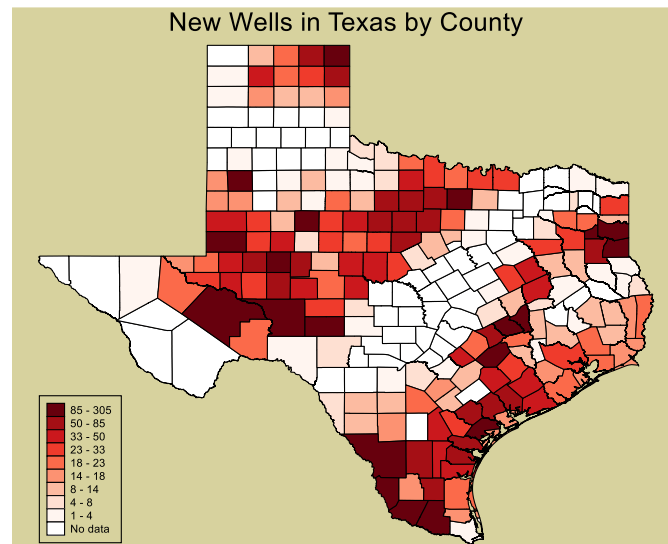 New Wells in Texas by County
85 - 305
50 - 85
33 - 50
23 - 33
18 - 23
14 - 18
8 - 14
4 - 8
1 - 4
No data